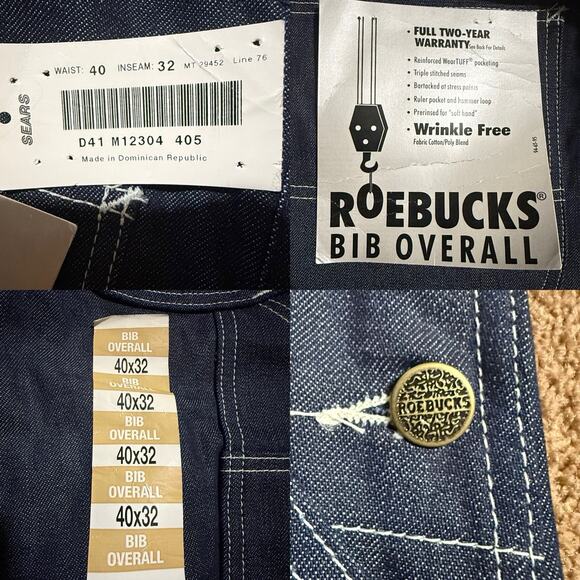 WAIST: 40 INSEAM: 32 MT 29452 Line 76
SEARS
D41 M12304 405
Made in Dominican Republic
• FULL TWO-YEAR
WARRANTY See Back For Details
• Reinforced WearTUFF® pocketing
• Triple stitched seams
• Bartacked at stress points
• Ruler pocket and hammer loop
• Prerinsed for "soft hand"
• Wrinkle Free
Fabric Cotton/Poly Blend
ROEBUCKS®
BIB OVERALL
BIB
OVERALL
40x32
BIB
OVERALL
40x32
BIB
OVERALL
40x32
BIB
OVERALL
40x32
BIB
OVERALL
ROEBUCKS